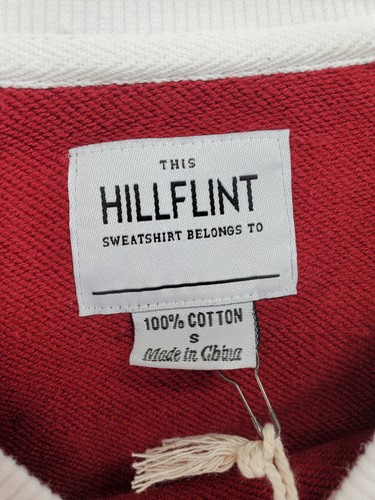 THIS
HILLFLINT
SWEATSHIRT BELONGS TO
100% COTTON
S
Made in China